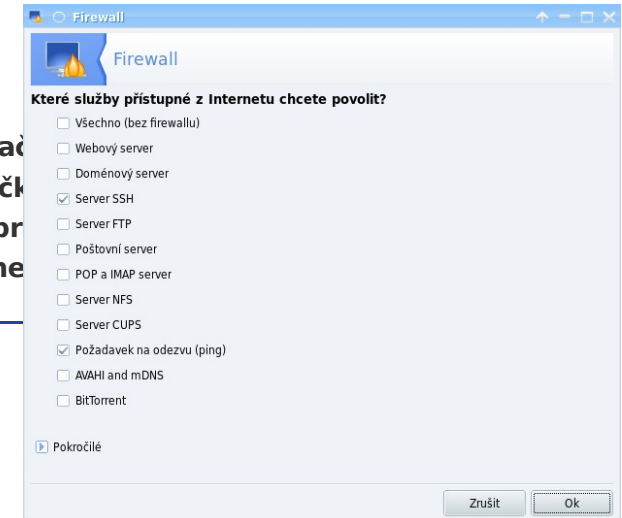 Firewall
Firewall
Které služby přístupné z Internetu chcete povolit?
Všechno (bez firewallu)
Webový server
Doménový server
Server SSH
Server FTP
Poštovní server
POP a IMAP server
Server NFS
Server CUPS
Požadavek na odezvu (ping)
AVAHI and mDNS
BitTorrent
Pokročilé
Zrušit
Ok